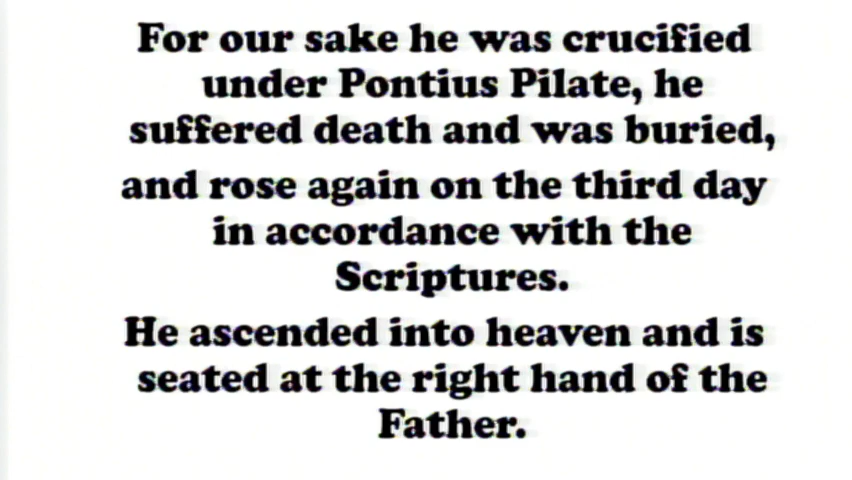 For our sake he was crucified
under Pontius Pilate, he
suffered death and was buried,
and rose again on the third day
in accordance with the
Scriptures.
He ascended into heaven and is
seated at the right hand of the
Father.